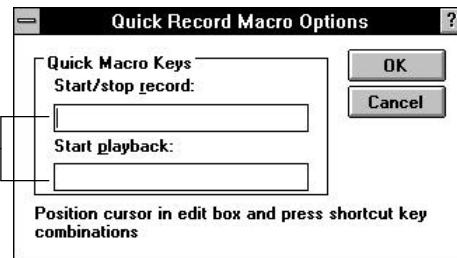 Quick Record Macro Options ?
Quick Macro Keys
Start/stop record:
OK
Cancel
Start playback:
Position cursor in edit box and press shortcut key
combinations